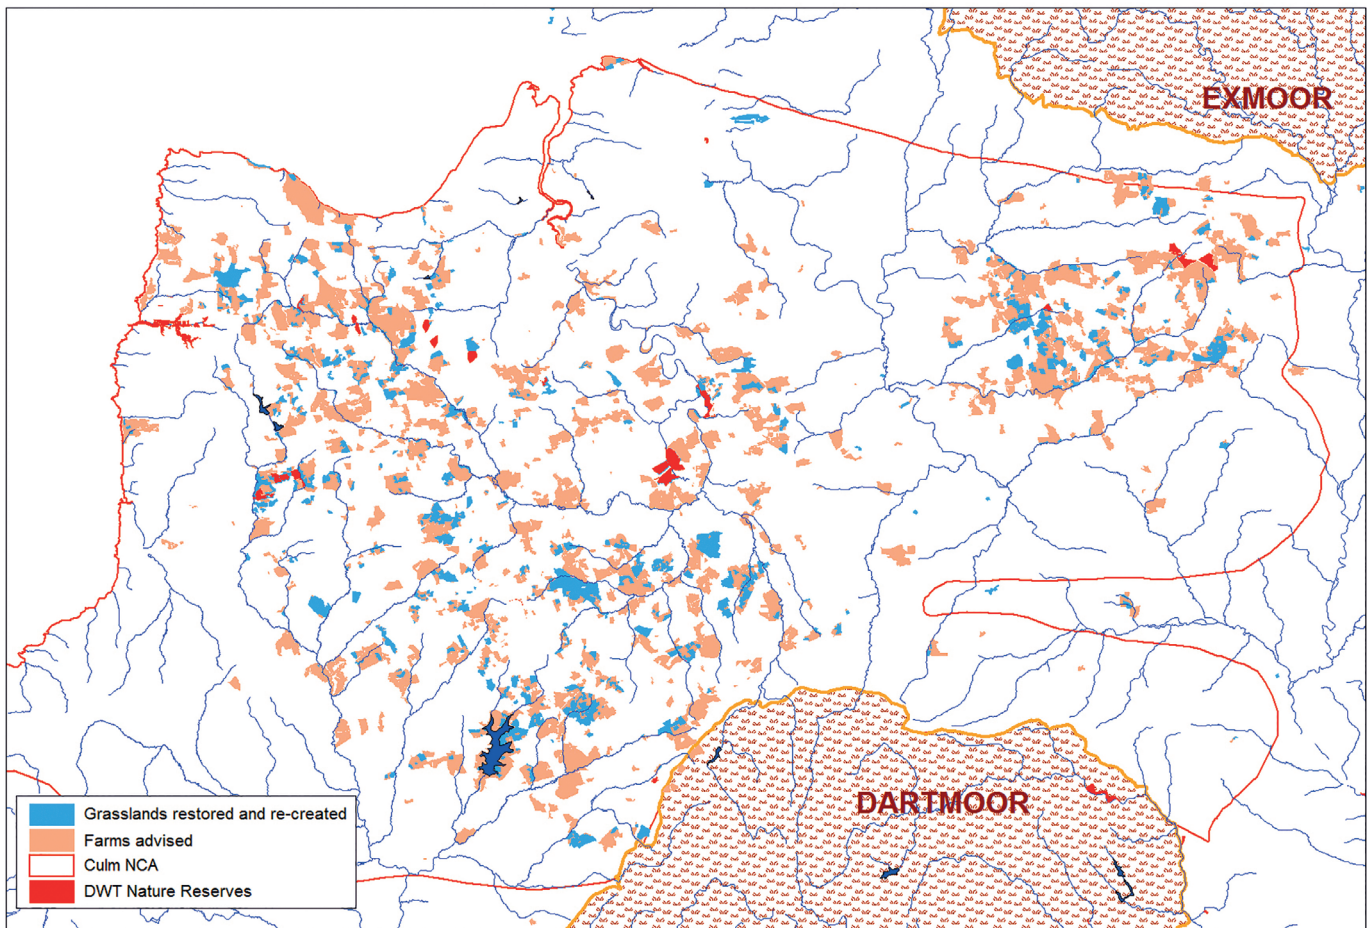 EXMOOR
DARTMOOR
Grasslands restored and re-created
Farms advised
Culm NCA
DWT Nature Reserves